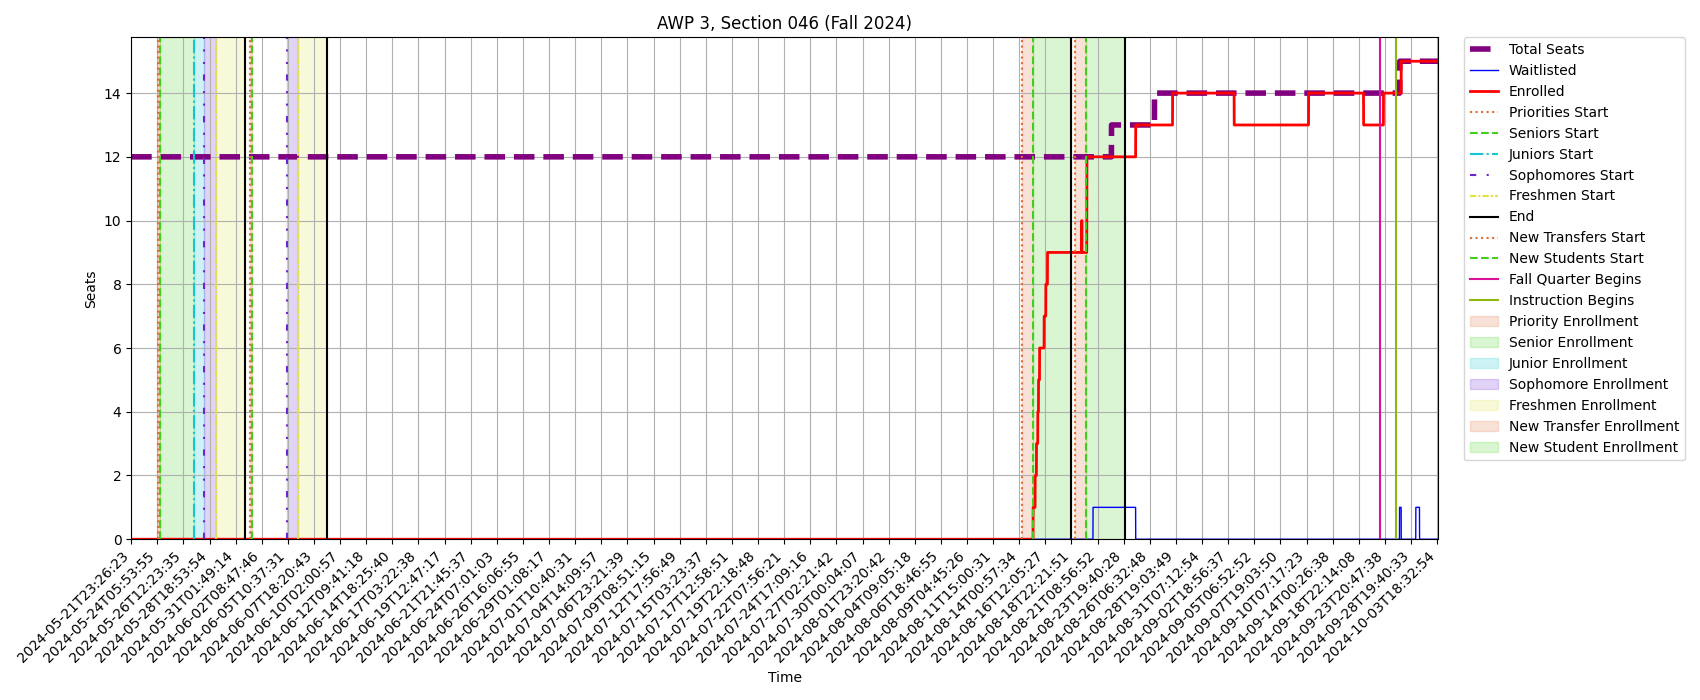 AWP 3, Section 046 (Fall 2024)
Seats
14
12
10
8
6
4
2
0
2024-05-21T23:26:23
2024-05-24T05:53:55
2024-05-26T12:23:35
2024-05-28T18:53:54
2024-05-31T01:49:14
2024-06-02T08:47:46
2024-06-05T10:37:31
2024-06-07T18:20:43
2024-06-10T02:00:57
2024-06-12T09:41:18
2024-06-14T18:25:40
2024-06-17T03:22:38
2024-06-19T12:47:17
2024-06-21T21:45:37
2024-06-24T07:01:03
2024-06-26T16:06:55
2024-06-29T01:08:17
2024-07-01T10:40:31
2024-07-04T14:09:57
2024-07-06T23:21:39
2024-07-09T08:51:15
2024-07-12T17:56:49
2024-07-15T03:23:37
2024-07-17T12:58:51
2024-07-19T22:18:48
2024-07-22T07:56:21
2024-07-24T17:09:16
2024-07-27T02:21:42
2024-07-30T00:04:07
2024-08-01T23:20:42
2024-08-04T09:05:18
2024-08-06T18:46:55
2024-08-09T04:45:26
2024-08-11T15:00:31
2024-08-14T00:57:34
2024-08-16T12:05:27
2024-08-18T22:21:51
2024-08-21T08:56:52
2024-08-23T19:40:28
2024-08-26T06:32:48
2024-08-28T19:03:49
2024-08-31T07:12:54
2024-09-02T18:56:37
2024-09-05T06:52:52
2024-09-07T19:03:50
2024-09-10T07:17:23
2024-09-14T00:26:38
2024-09-18T22:14:08
2024-09-23T20:47:38
2024-09-28T19:40:33
2024-10-03T18:32:54
Time
Total Seats
Waitlisted
Enrolled
Priorities Start
Seniors Start
Juniors Start
Sophomores Start
Freshmen Start
End
New Transfers Start
New Students Start
Fall Quarter Begins
Instruction Begins
Priority Enrollment
Senior Enrollment
Junior Enrollment
Sophomore Enrollment
Freshmen Enrollment
New Transfer Enrollment
New Student Enrollment